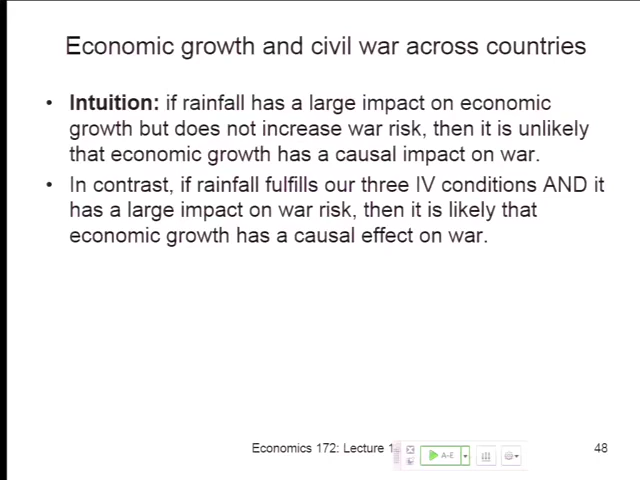 Economic growth and civil war across countries
• Intuition: if rainfall has a large impact on economic
growth but does not increase war risk, then it is unlikely
that economic growth has a causal impact on war.
• In contrast, if rainfall fulfills our three IV conditions AND it
has a large impact on war risk, then it is likely that
economic growth has a causal effect on war.
Economics 172: Lecture 1
A-E
48